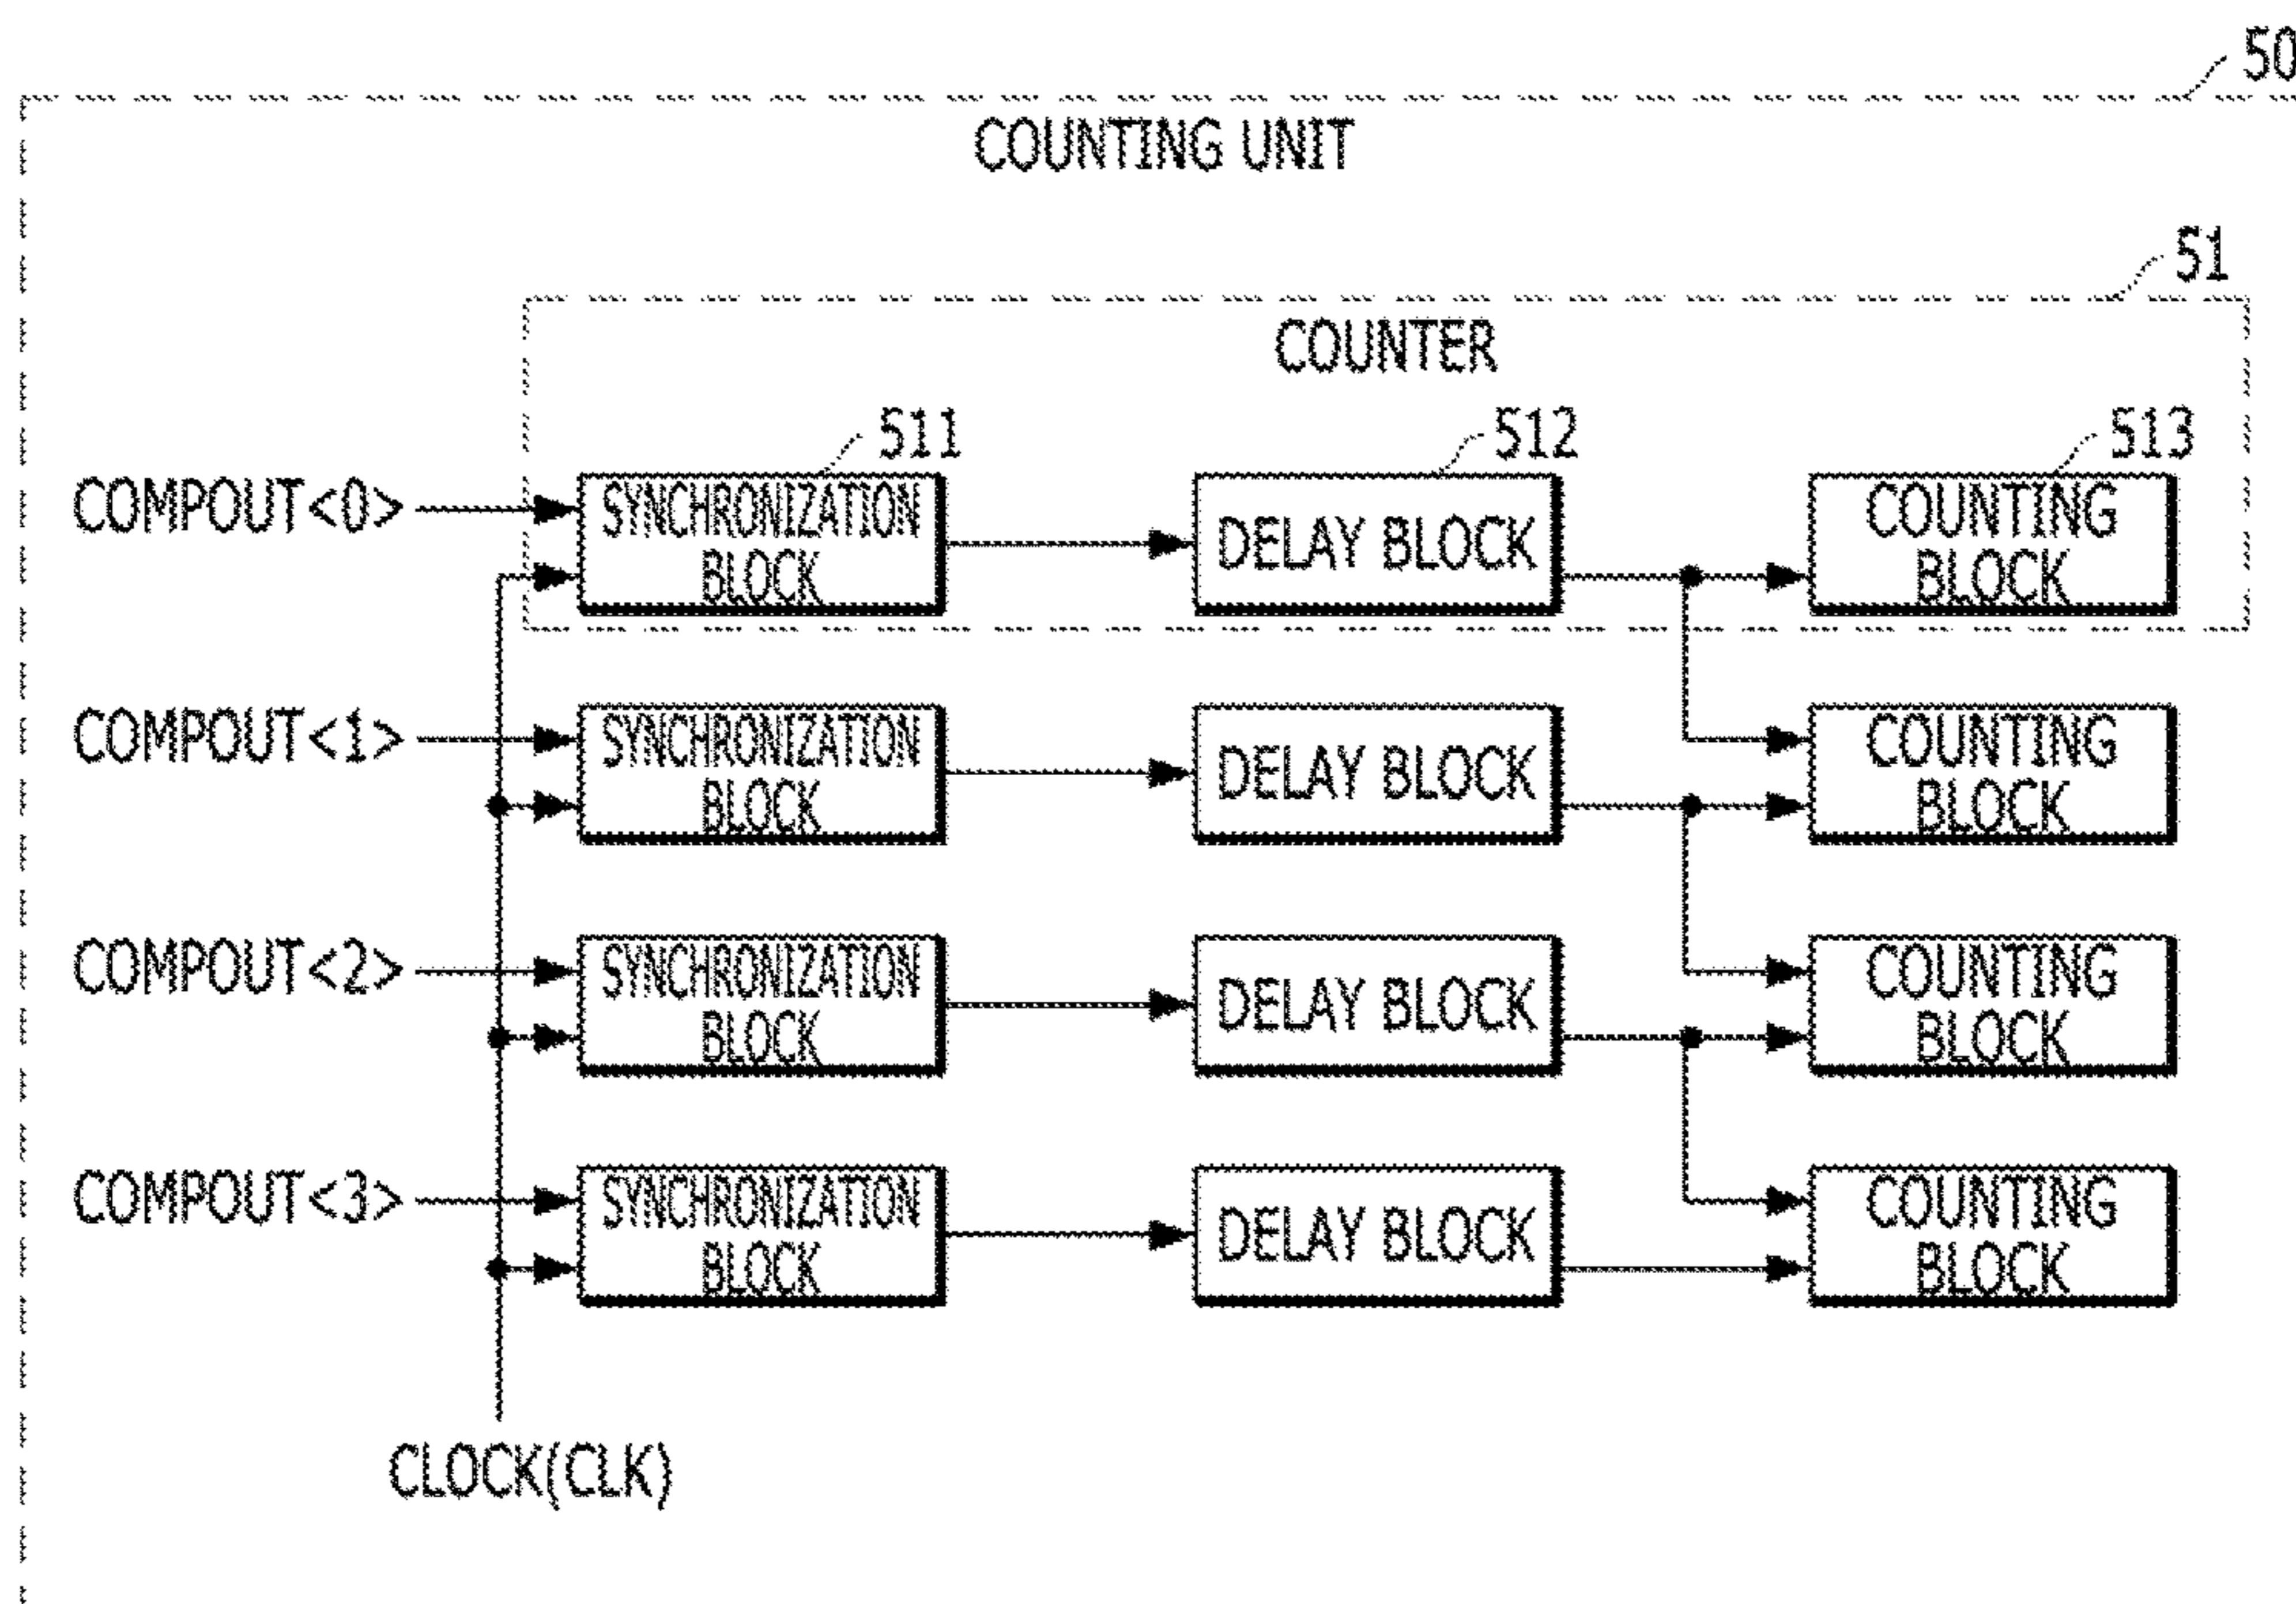 50
COUNTING UNIT
51
COUNTER
511
512
513
COMPOUT<0>
SYNCHRONIZATION
BLOCK
DELAY BLOCK
COUNTING
BLOCK
COMPOUT<1>
SYNCHRONIZATION
BLOCK
DELAY BLOCK
COUNTING
BLOCK
COMPOUT<2>
SYNCHRONIZATION
BLOCK
DELAY BLOCK
COUNTING
BLOCK
COMPOUT<3>
SYNCHRONIZATION
BLOCK
DELAY BLOCK
COUNTING
BLOCK
CLOCK(CLK)